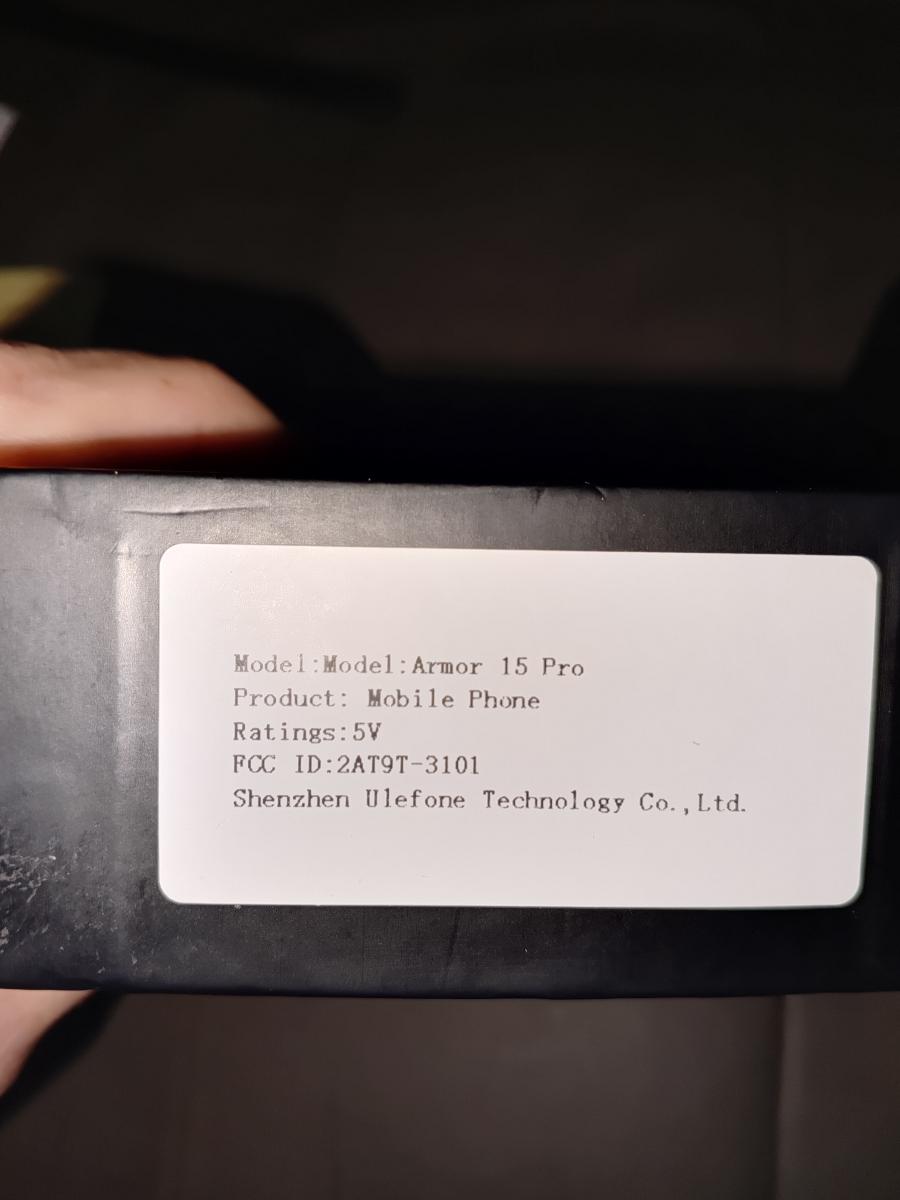 Model:Model:Armor 15 Pro
Product: Mobile Phone
Ratings:5V
FCC ID:2AT9T-3101
Shenzhen Ulefone Technology Co.,Ltd.